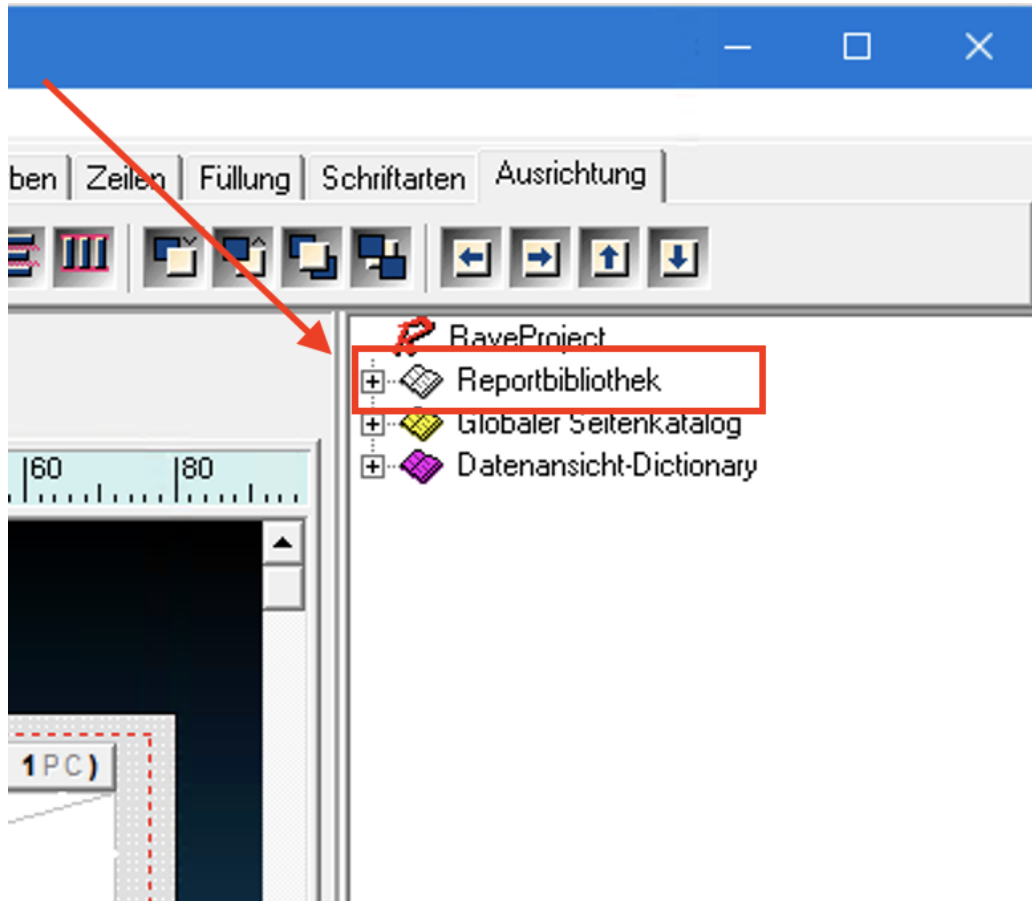 ben Zeilen Füllung Schriftarten Ausrichtung
RaveProject
Reportbibliothek
Globaler Seitenkatalog
Datenansicht-Dictionary
60 80
1PC)